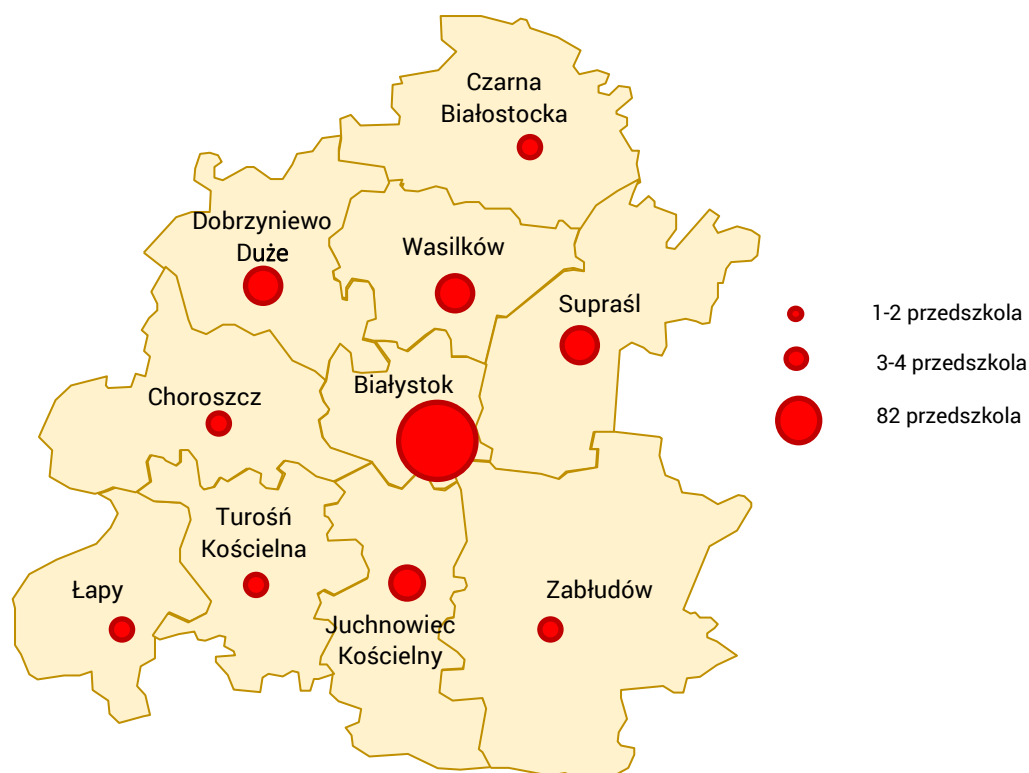 Czarna
Białostocka
Dobrzyniewo
Duże
Wasilków
Supraśl
1-2 przedszkola
3-4 przedszkola
82 przedszkola
Białystok
Choroszcz
Turośń
Kościelna
Łapy
Juchnowiec
Kościelny
Zabłudów